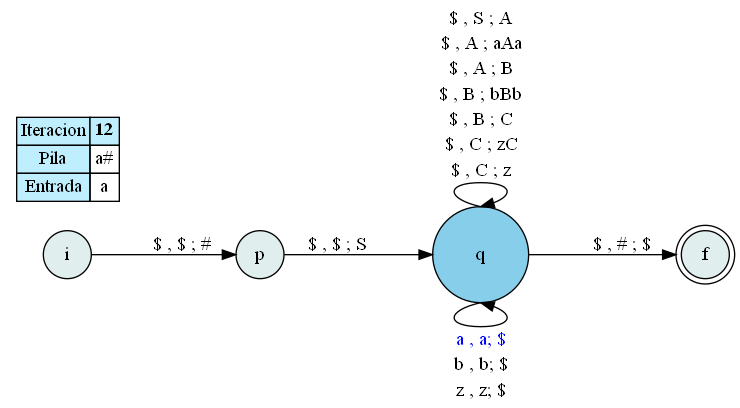 $ , S ; A
$ , A ; aAa
$ , A ; B
$ , B ; bBb
$ , B ; C
$ , C ; zC
$ , C ; z
Iteracion 12
Pila a#
Entrada a
i
$ , $ ; #
p
$ , $ ; S
q
$ , # ; $
f
a , a; $
b , b; $
z , z; $